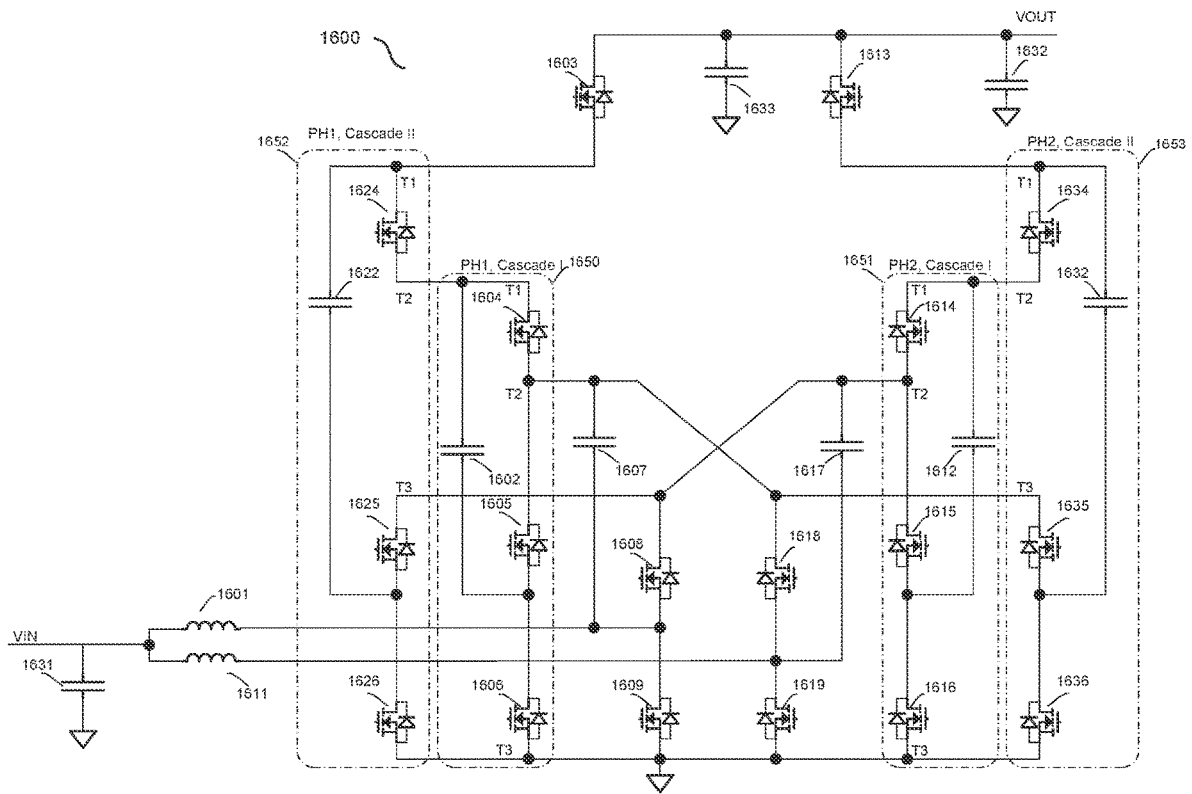 VOUT
1600
1603
1613
1632
1633
PH1, Cascade II
1652
PH2, Cascade II
1653
T1
T1
1624
1634
PH1, Cascade I
1650
1651
PH2, Cascade I
1622
T2
T1
1604
T1
1614
T2
1632
T2
T2
1602
1607
1617
1612
T3
T3
1625
1605
1608
1618
1615
1635
1601
VIN
1631
1611
1626
1606
1609
1619
1616
1636
T3
T3